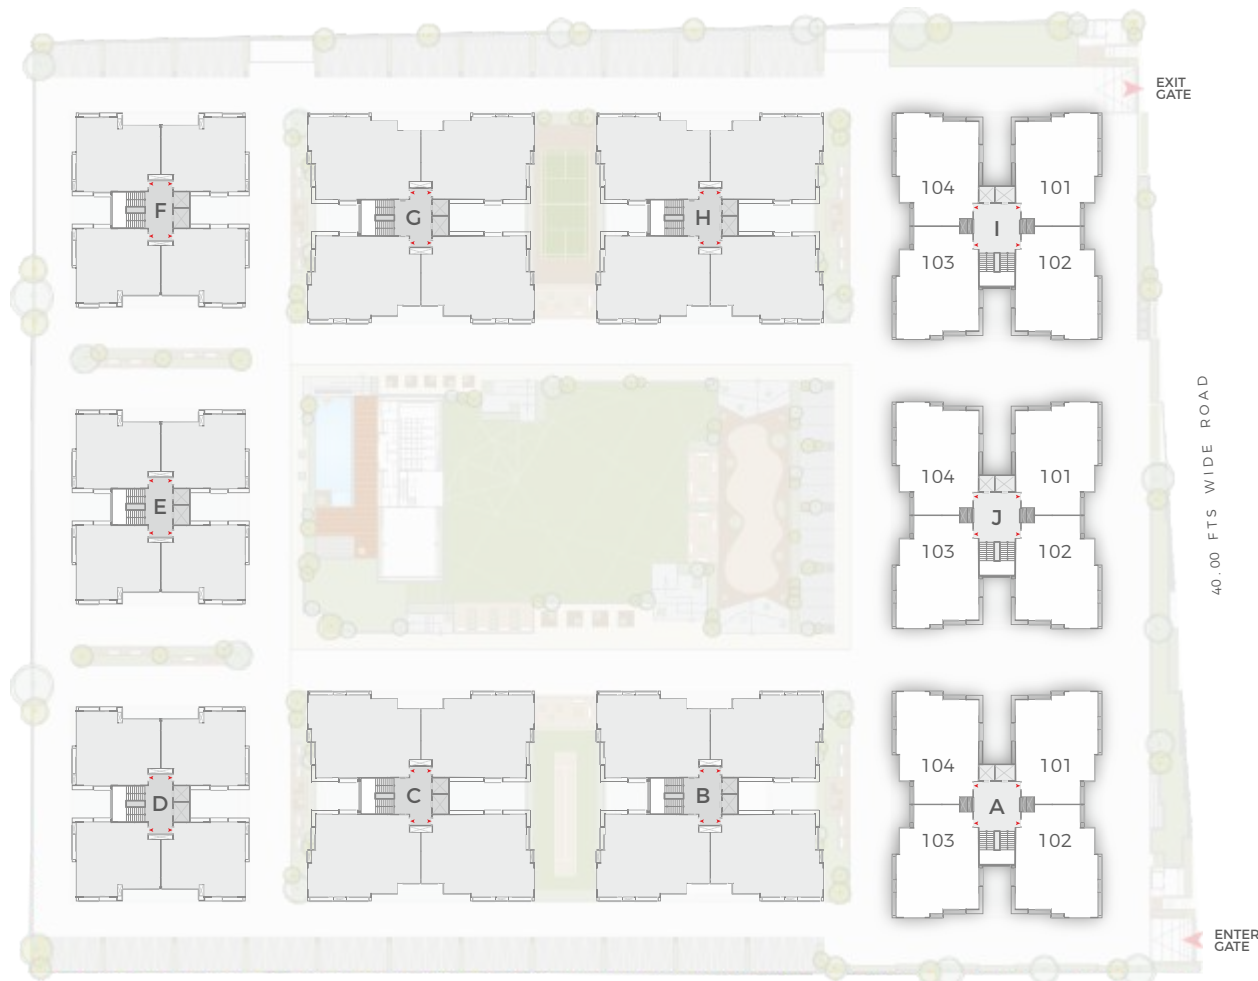 EXIT
GATE
104 101
F G H I
103 102
40.00 FTS WIDE ROAD
104 101
E J
103 102
104 101
D C B A
103 102
ENTER
GATE